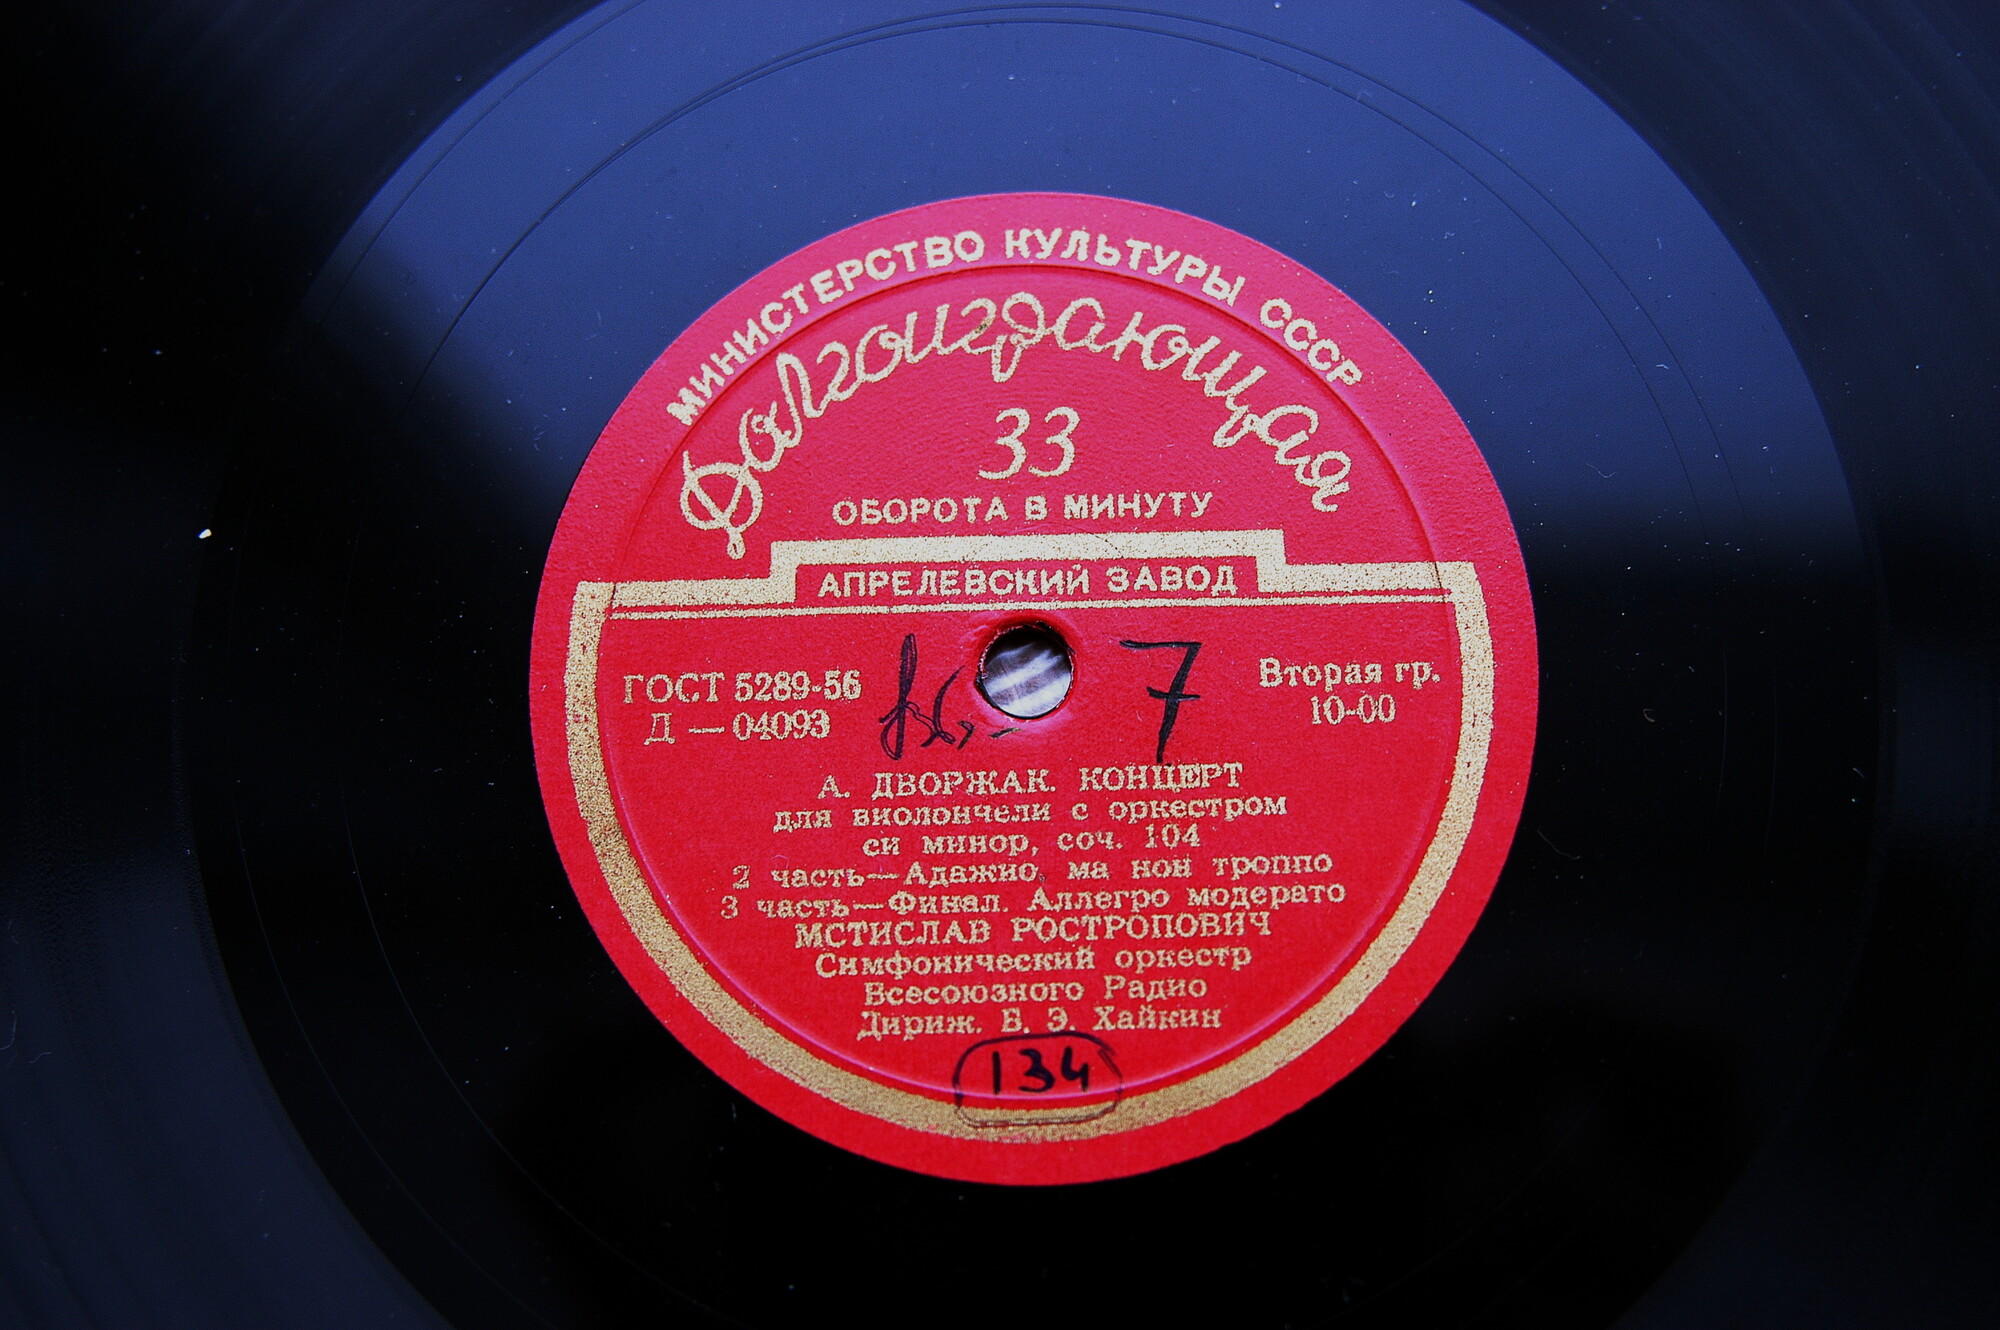 МИНИСТЕРСТВО КУЛЬТУРЫ СССР
Долгоиграющая
33
ОБОРОТА В МИНУТУ
АПРЕЛЕВСКИЙ ЗАВОД
ГОСТ 5289-56
Д — 04093
7
Вторая гр.
10-00
А. ДВОРЖАК. КОНЦЕРТ
для виолончели с оркестром
си минор, соч. 104
2 часть—Адажио, ма нон троппо
3 часть—Финал. Аллегро модерато
МСТИСЛАВ РОСТРОПОВИЧ
Симфонический оркестр
Всесоюзного Радио
Дириж. Б. Э. Хайкин
134